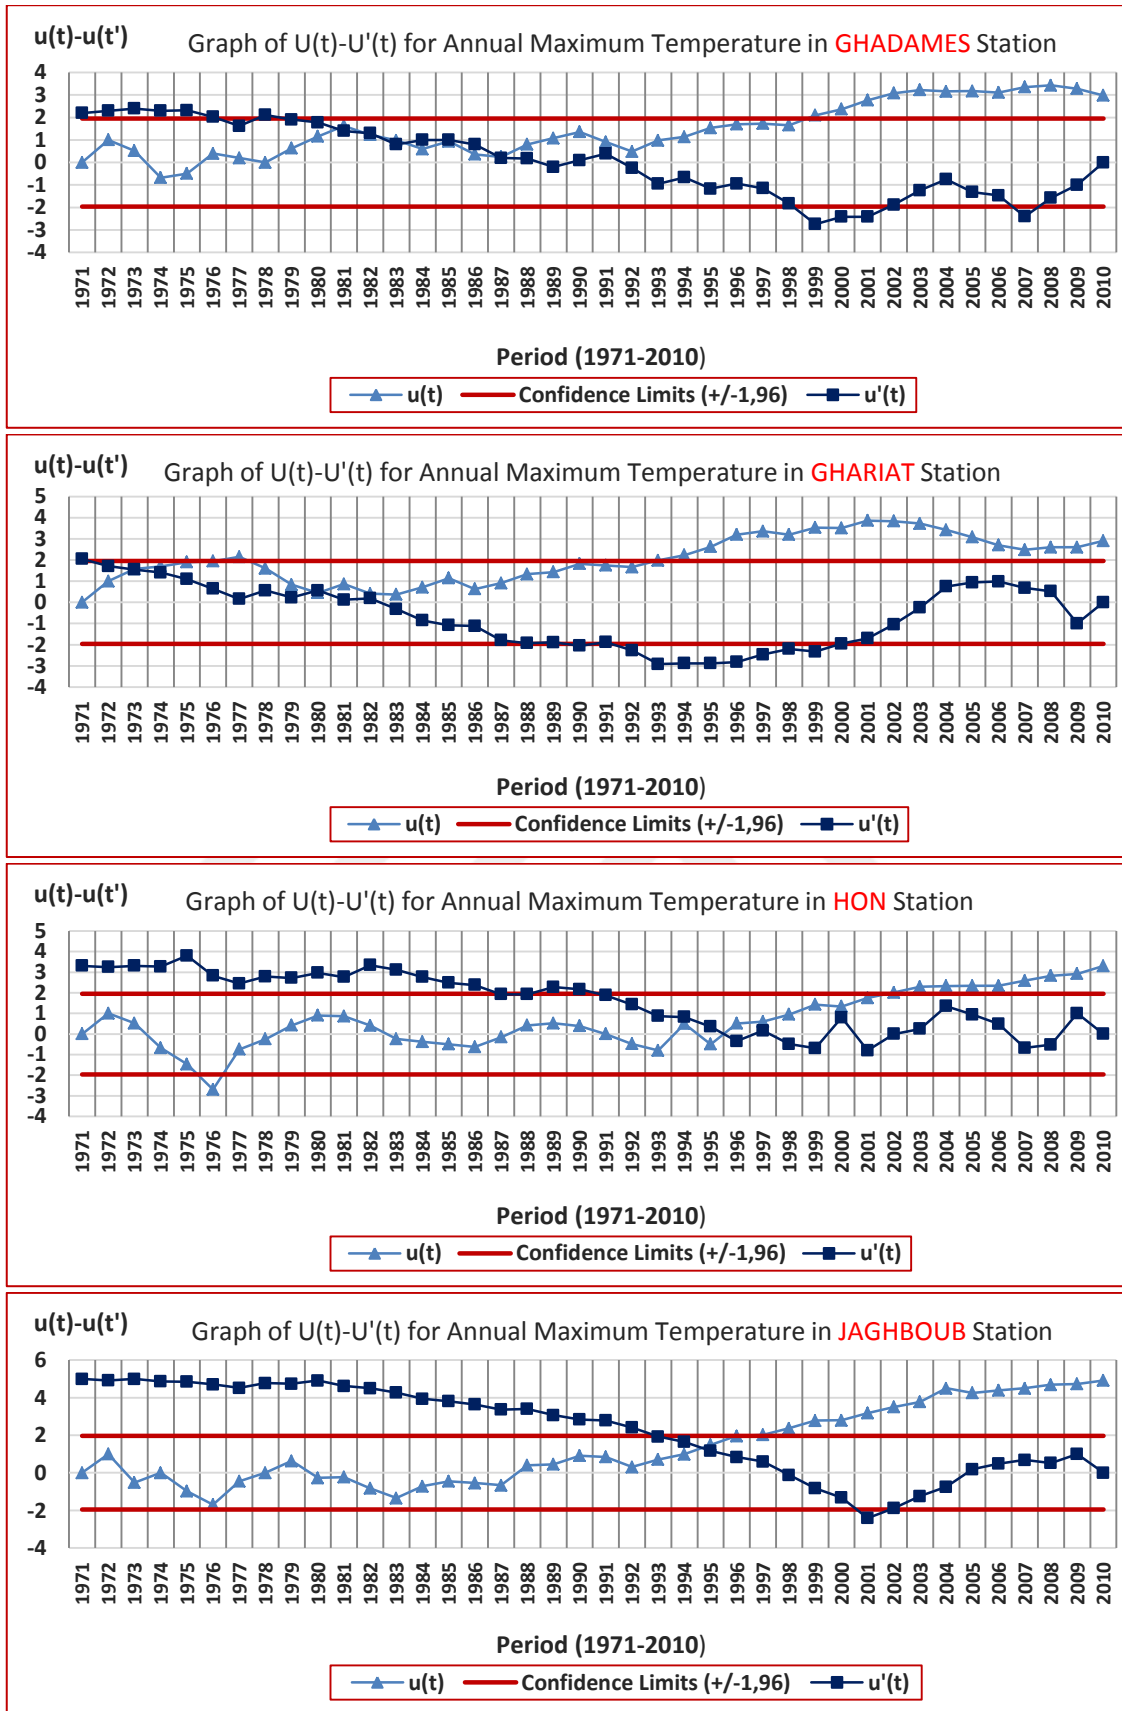 u(t)-u(t')
Graph of U(t)-U'(t) for Annual Maximum Temperature in GHADAMES Station
4
3
2
1
0
-1
-2
-3
-4
1971 1972 1973 1974 1975 1976 1977 1978 1979 1980 1981 1982 1983 1984 1985 1986 1987 1988 1989 1990 1991 1992 1993 1994 1995 1996 1997 1998 1999 2000 2001 2002 2003 2004 2005 2006 2007 2008 2009 2010
Period (1971-2010)
u(t) Confidence Limits (+/-1,96) u'(t)
u(t)-u(t')
Graph of U(t)-U'(t) for Annual Maximum Temperature in GHARIAT Station
5
4
3
2
1
0
-1
-2
-3
-4
1971 1972 1973 1974 1975 1976 1977 1978 1979 1980 1981 1982 1983 1984 1985 1986 1987 1988 1989 1990 1991 1992 1993 1994 1995 1996 1997 1998 1999 2000 2001 2002 2003 2004 2005 2006 2007 2008 2009 2010
Period (1971-2010)
u(t) Confidence Limits (+/-1,96) u'(t)
u(t)-u(t')
Graph of U(t)-U'(t) for Annual Maximum Temperature in HON Station
5
4
3
2
1
0
-1
-2
-3
-4
1971 1972 1973 1974 1975 1976 1977 1978 1979 1980 1981 1982 1983 1984 1985 1986 1987 1988 1989 1990 1991 1992 1993 1994 1995 1996 1997 1998 1999 2000 2001 2002 2003 2004 2005 2006 2007 2008 2009 2010
Period (1971-2010)
u(t) Confidence Limits (+/-1,96) u'(t)
u(t)-u(t')
Graph of U(t)-U'(t) for Annual Maximum Temperature in JAGHBOUB Station
6
4
2
0
-2
-4
1971 1972 1973 1974 1975 1976 1977 1978 1979 1980 1981 1982 1983 1984 1985 1986 1987 1988 1989 1990 1991 1992 1993 1994 1995 1996 1997 1998 1999 2000 2001 2002 2003 2004 2005 2006 2007 2008 2009 2010
Period (1971-2010)
u(t) Confidence Limits (+/-1,96) u'(t)